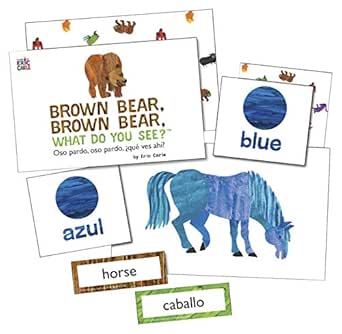 BROWN BEAR,
BROWN BEAR,
WHAT DO YOU SEE?™
Oso pardo, oso pardo, ¿qué ves ahí?
by Eric Carle
blue
azul
horse
caballo